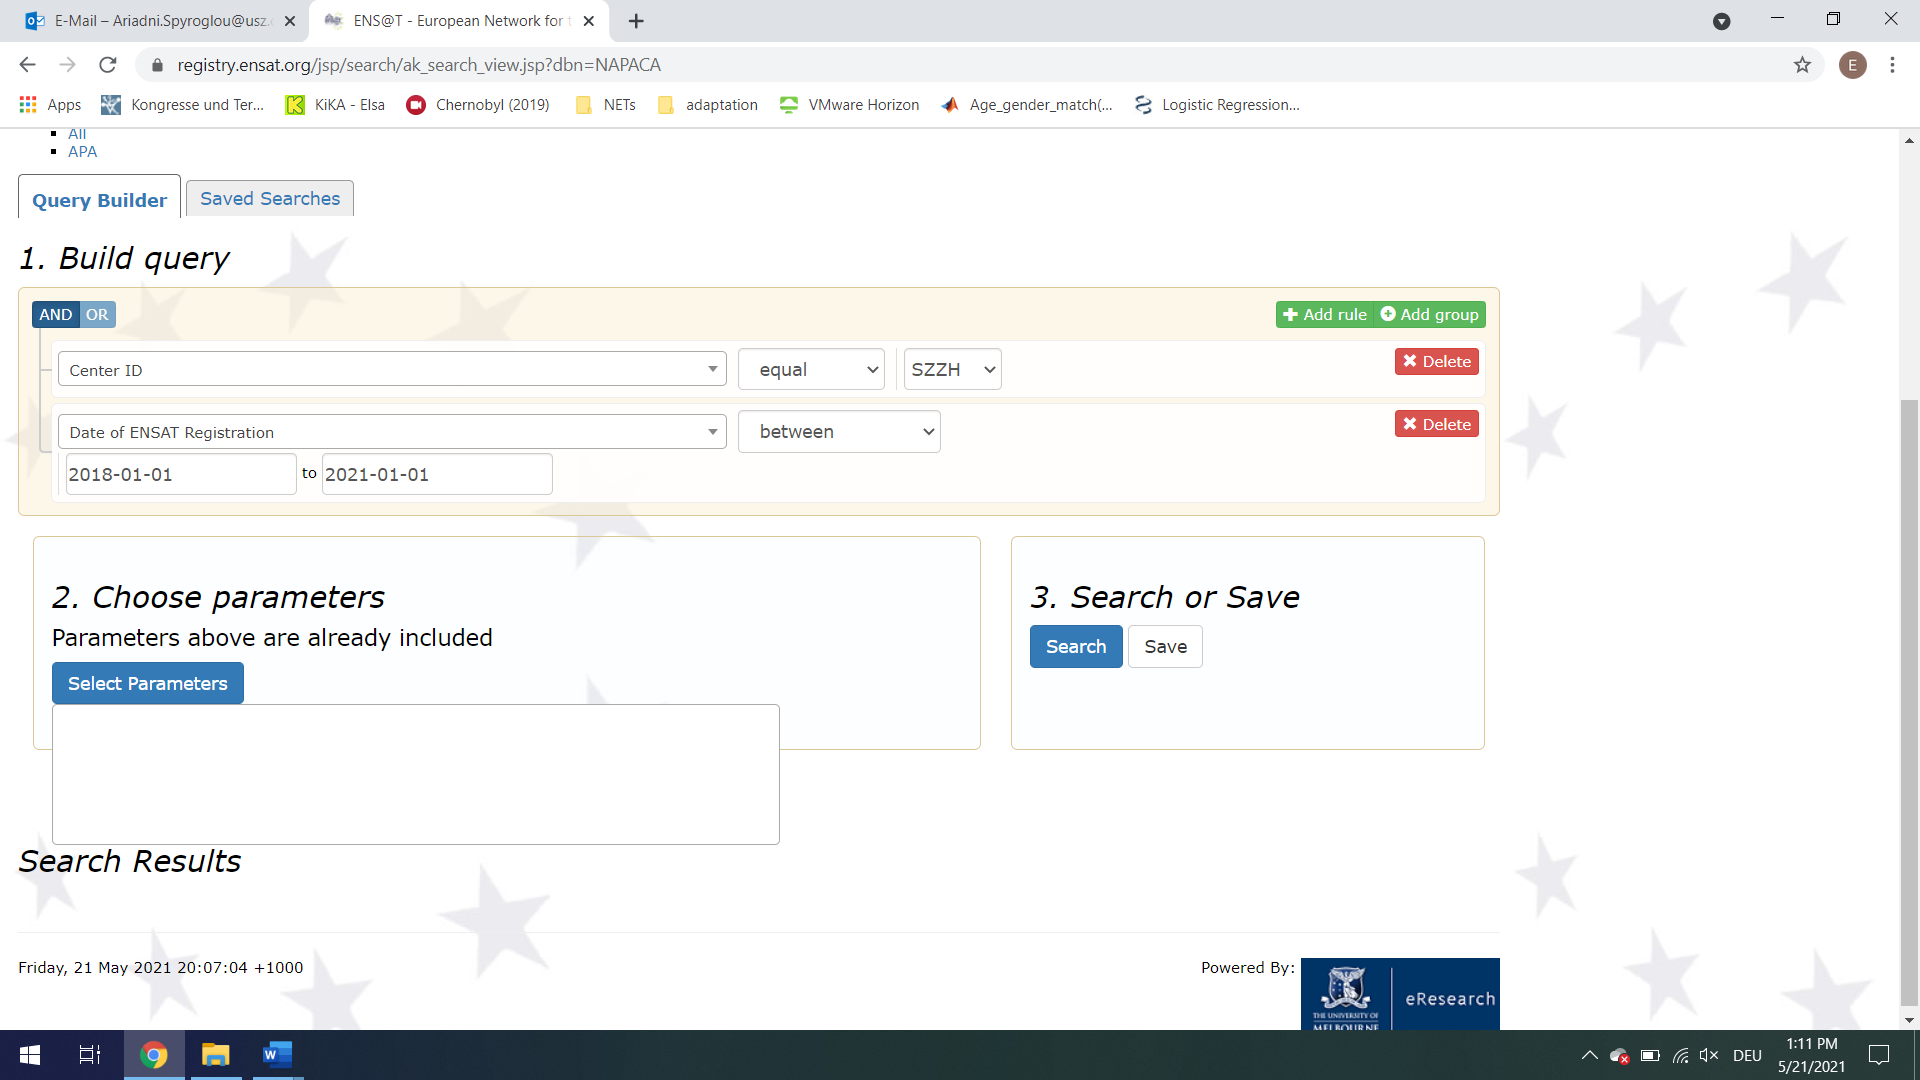 E-Mail – Ariadni.Spyroglou@usz.
ENS@T - European Network for t
registry.ensat.org/jsp/search/ak_search_view.jsp?dbn=NAPACA
E
Apps
Kongresse und Ter...
KiKA - Elsa
Chernobyl (2019)
NETs
adaptation
VMware Horizon
Age_gender_match(...
Logistic Regression...
All
APA
Query Builder
Saved Searches
1. Build query
AND OR
Add rule
Add group
Center ID
equal
SZZH
Delete
Date of ENSAT Registration
between
Delete
2018-01-01 to 2021-01-01
2. Choose parameters
Parameters above are already included
Select Parameters
3. Search or Save
Search
Save
Search Results
Friday, 21 May 2021 20:07:04 +1000
Powered By:
THE UNIVERSITY OF
MELBOURNE
eResearch
DEU
1:11 PM
5/21/2021